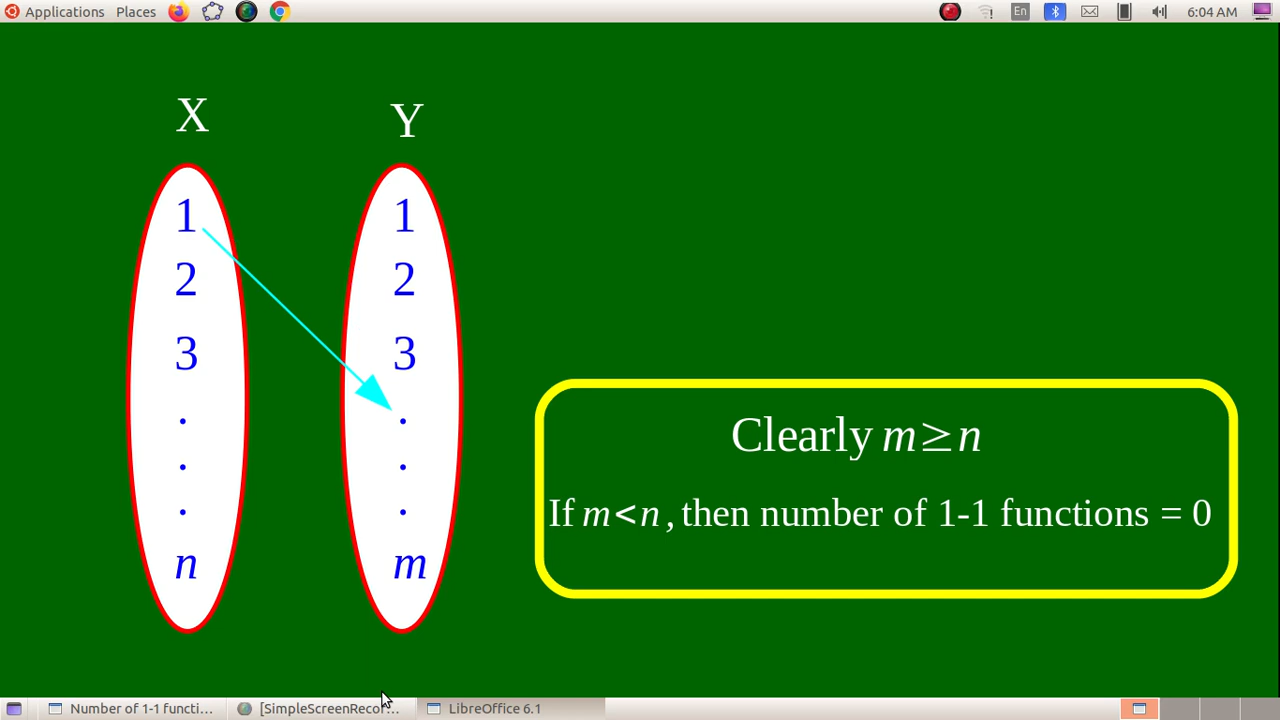 Applications Places En 6:04 AM
X Y
1 1
2 2
3 3
. .
. .
. .
n m
Clearly m≥n
If m<n, then number of 1-1 functions = 0
Number of 1-1 functi... [SimpleScreenRecor... LibreOffice 6.1